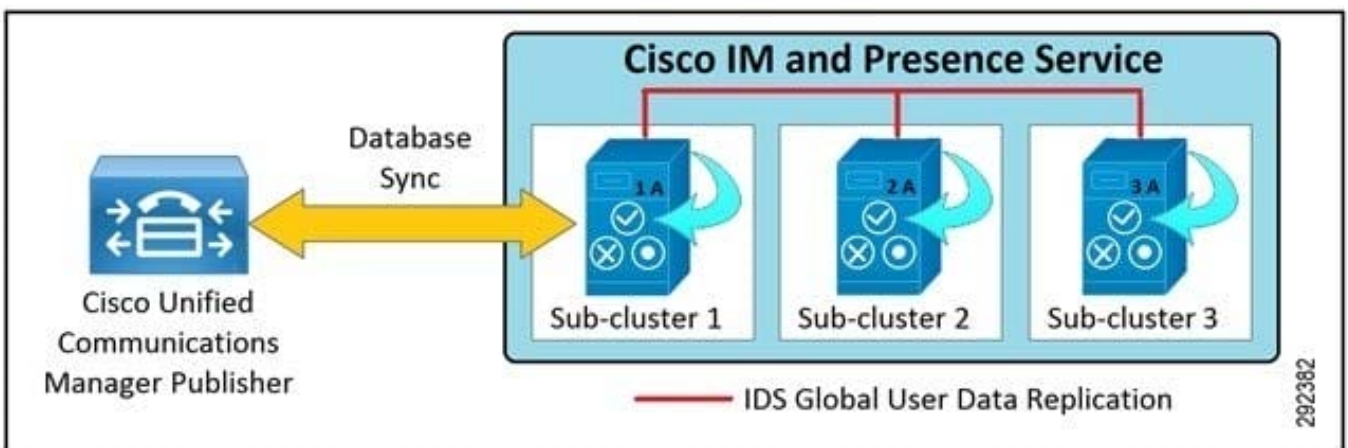 Cisco IM and Presence Service
Database
Sync
1 A
2 A
3 A
Sub-cluster 1
Sub-cluster 2
Sub-cluster 3
Cisco Unified
Communications
Manager Publisher
IDS Global User Data Replication
292382